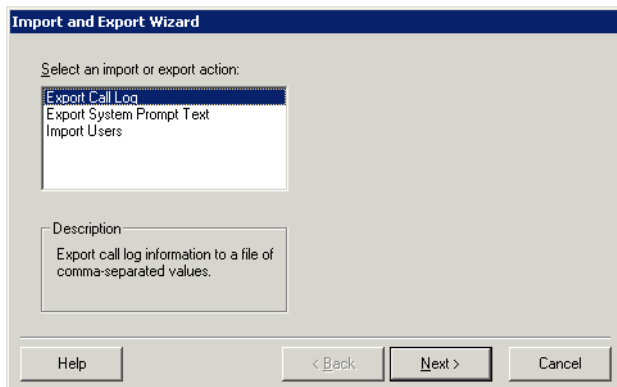 Import and Export Wizard
Select an import or export action:
Export Call Log
Export System Prompt Text
Import Users
Description
Export call log information to a file of
comma-separated values.
Help
< Back
Next >
Cancel